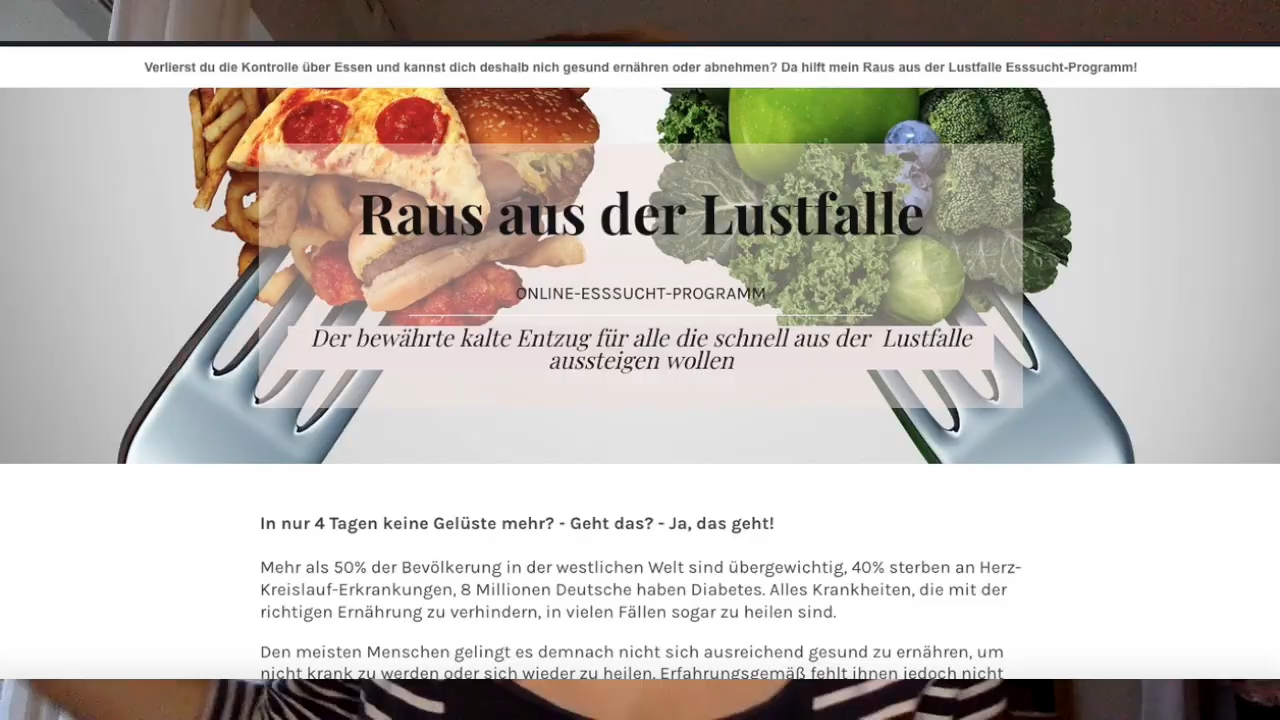 Verlierst du die Kontrolle über Essen und kannst dich deshalb nich gesund ernähren oder abnehmen? Da hilft mein Raus aus der Lustfalle Esssucht-Programm!
Raus aus der Lustfalle
ONLINE-ESSSUCHT-PROGRAMM
Der bewährte kalte Entzug für alle die schnell aus der Lustfalle
aussteigen wollen
In nur 4 Tagen keine Gelüste mehr? - Geht das? - Ja, das geht!
Mehr als 50% der Bevölkerung in der westlichen Welt sind übergewichtig, 40% sterben an Herz-
Kreislauf-Erkrankungen, 8 Millionen Deutsche haben Diabetes. Alles Krankheiten, die mit der
richtigen Ernährung zu verhindern, in vielen Fällen sogar zu heilen sind.
Den meisten Menschen gelingt es demnach nicht sich ausreichend gesund zu ernähren, um
nicht krank zu werden oder sich wieder zu heilen. Erfahrungsgemäß fehlt ihnen jedoch nicht